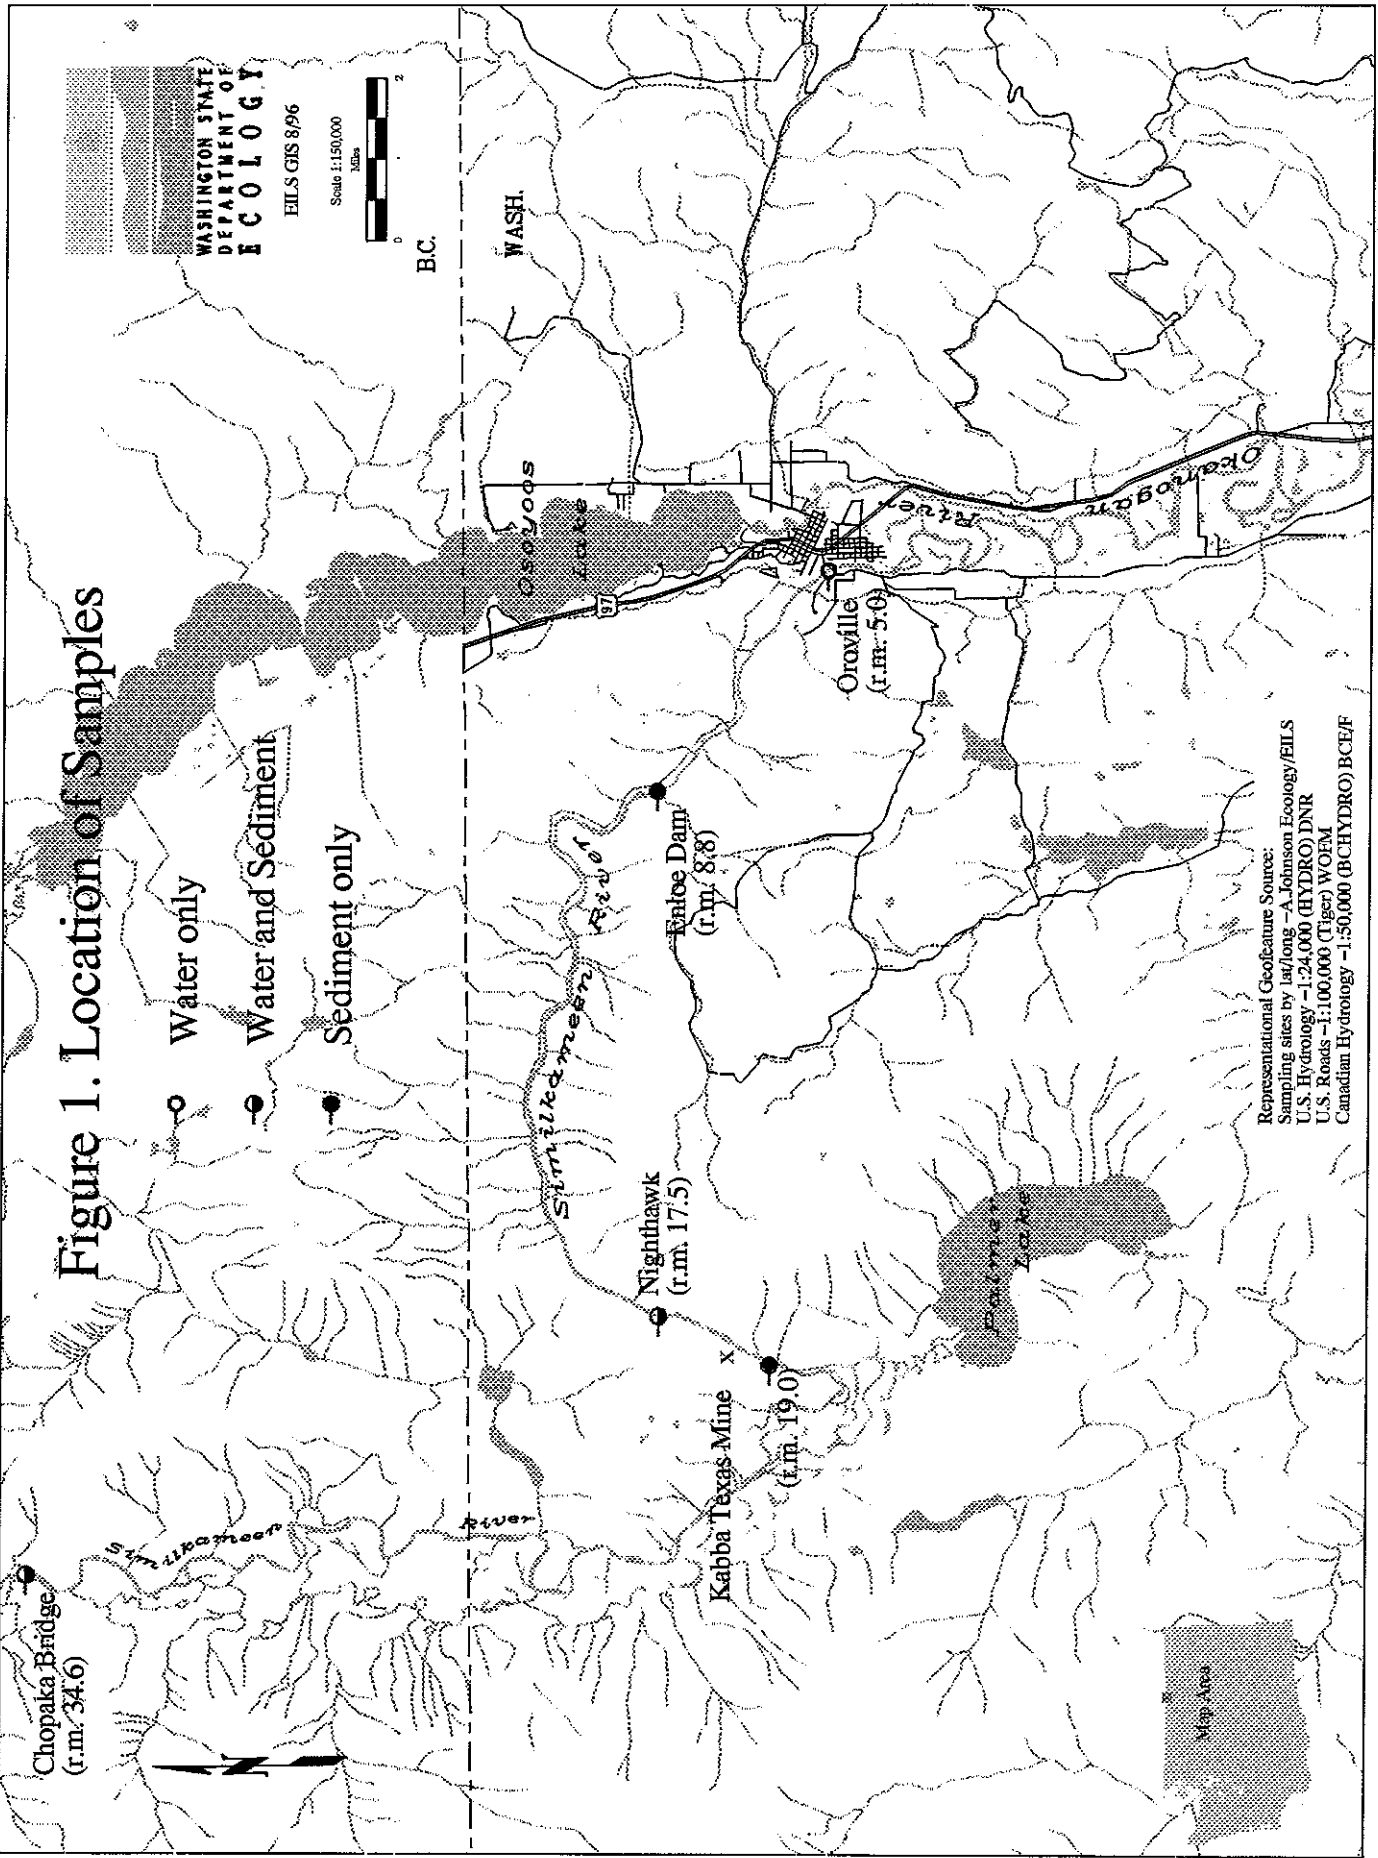 Figure 1. Location of Samples
Water only
Water and Sediment
Sediment only
WASHINGTON STATE
DEPARTMENT OF
ECOLOGY
EILS GIS 8/96
Scale 1:150,000
Miles
0
2
B.C.
WASH.
Chopaka Bridge
(r.m. 34.6)
N
Similkameen
River
Similkameen
River
Osoyoos
Lake
97
Nighthawk
(r.m. 17.5)
Enloe Dam
(r.m. 8.8)
Oroville
(r.m. 5.0)
Kabba Texas Mine
x
(r.m. 19.0)
Palmer
Lake
Okanogan
River
Map Area
Representational Geofeature Source:
Sampling sites by lat/long -A.Johnson Ecology/EILS
U.S. Hydrology -1:24,000 (HYDRO) DNR
U.S. Roads -1:100,000 (Tiger) WOFM
Canadian Hydrology -1:50,000 (BCHYDRO) BCE/F